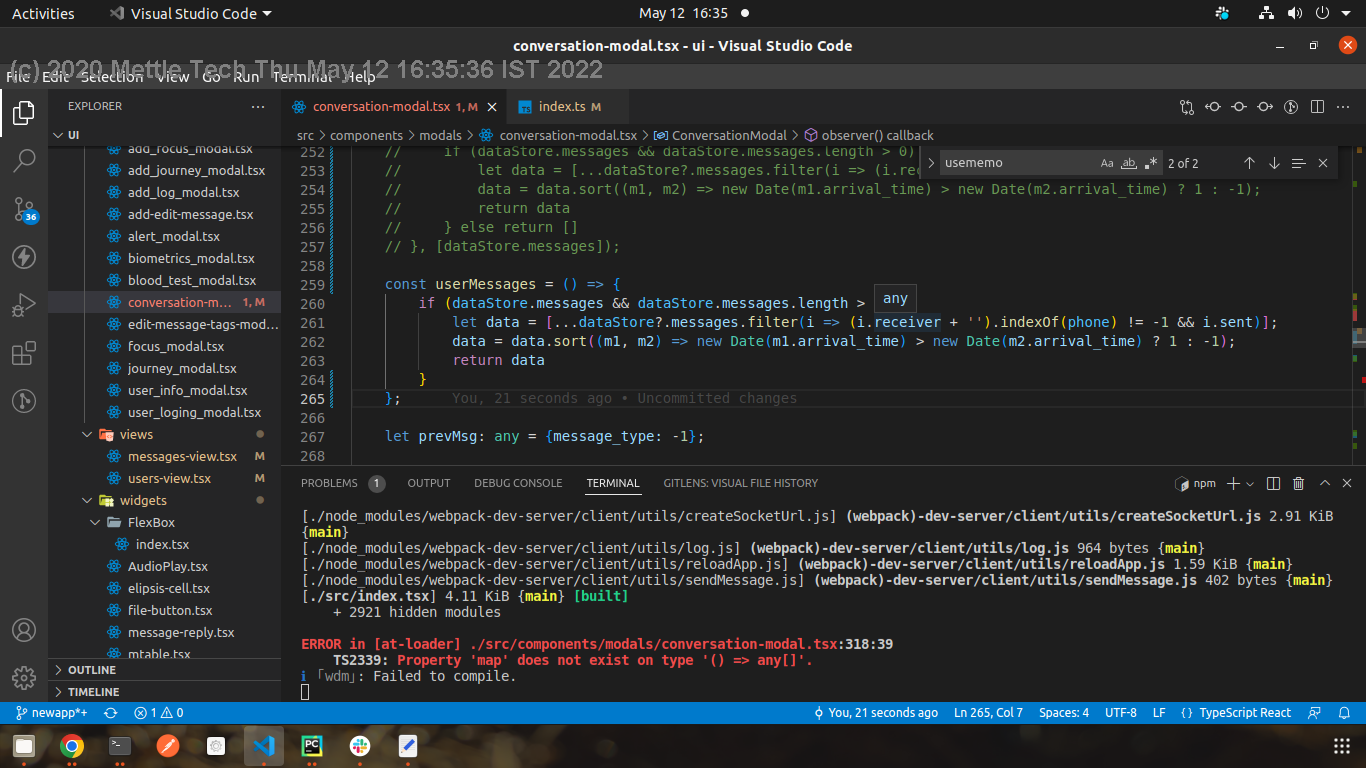 Activities
Visual Studio Code
May 12 16:35
conversation-modal.tsx - ui - Visual Studio Code
(c) 2020 Mettle Tech Thu May 12 16:35:36 IST 2022
File Edit Selection View Go Run Terminal Help
EXPLORER
UI
add_focus_modal.tsx
add_journey_modal.tsx
add_log_modal.tsx
add-edit-message.tsx
alert_modal.tsx
biometrics_modal.tsx
blood_test_modal.tsx
conversation-m... 1, M
edit-message-tags-mod...
focus_modal.tsx
journey_modal.tsx
user_info_modal.tsx
user_loging_modal.tsx
views
messages-view.tsx M
users-view.tsx M
widgets
FlexBox
index.tsx
AudioPlay.tsx
elipsis-cell.tsx
file-button.tsx
message-reply.tsx
mtable.tsx
OUTLINE
TIMELINE
36
conversation-modal.tsx 1, M
TS index.ts M
src > components > modals > conversation-modal.tsx > ConversationModal > observer() callback
usememo Aa ab 2 of 2
252 // if (dataStore.messages && dataStore.messages.length > 0)
253 // let data = [...dataStore?.messages.filter(i => (i.rec
254 // data = data.sort((m1, m2) => new Date(m1.arrival_time) > new Date(m2.arrival_time) ? 1 : -1);
255 // return data
256 // } else return []
257 // }, [dataStore.messages]);
258
259 const userMessages = () => {
260 if (dataStore.messages && dataStore.messages.length >
any
261 let data = [...dataStore?.messages.filter(i => (i.receiver + '').indexOf(phone) != -1 && i.sent)];
262 data = data.sort((m1, m2) => new Date(m1.arrival_time) > new Date(m2.arrival_time) ? 1 : -1);
263 return data
264 }
265 }; You, 21 seconds ago • Uncommitted changes
266
267 let prevMsg: any = {message_type: -1};
268
PROBLEMS 1 OUTPUT DEBUG CONSOLE TERMINAL GITLENS: VISUAL FILE HISTORY
npm
[./node_modules/webpack-dev-server/client/utils/createSocketUrl.js] (webpack)-dev-server/client/utils/createSocketUrl.js 2.91 KiB
{main}
[./node_modules/webpack-dev-server/client/utils/log.js] (webpack)-dev-server/client/utils/log.js 964 bytes {main}
[./node_modules/webpack-dev-server/client/utils/reloadApp.js] (webpack)-dev-server/client/utils/reloadApp.js 1.59 KiB {main}
[./node_modules/webpack-dev-server/client/utils/sendMessage.js] (webpack)-dev-server/client/utils/sendMessage.js 402 bytes {main}
[./src/index.tsx] 4.11 KiB {main} [built]
+ 2921 hidden modules
ERROR in [at-loader] ./src/components/modals/conversation-modal.tsx:318:39
TS2339: Property 'map' does not exist on type '() => any[]'.
ℹ ｢wdm｣: Failed to compile.
newapp*+ 1 0
You, 21 seconds ago Ln 265, Col 7 Spaces: 4 UTF-8 LF {} TypeScript React